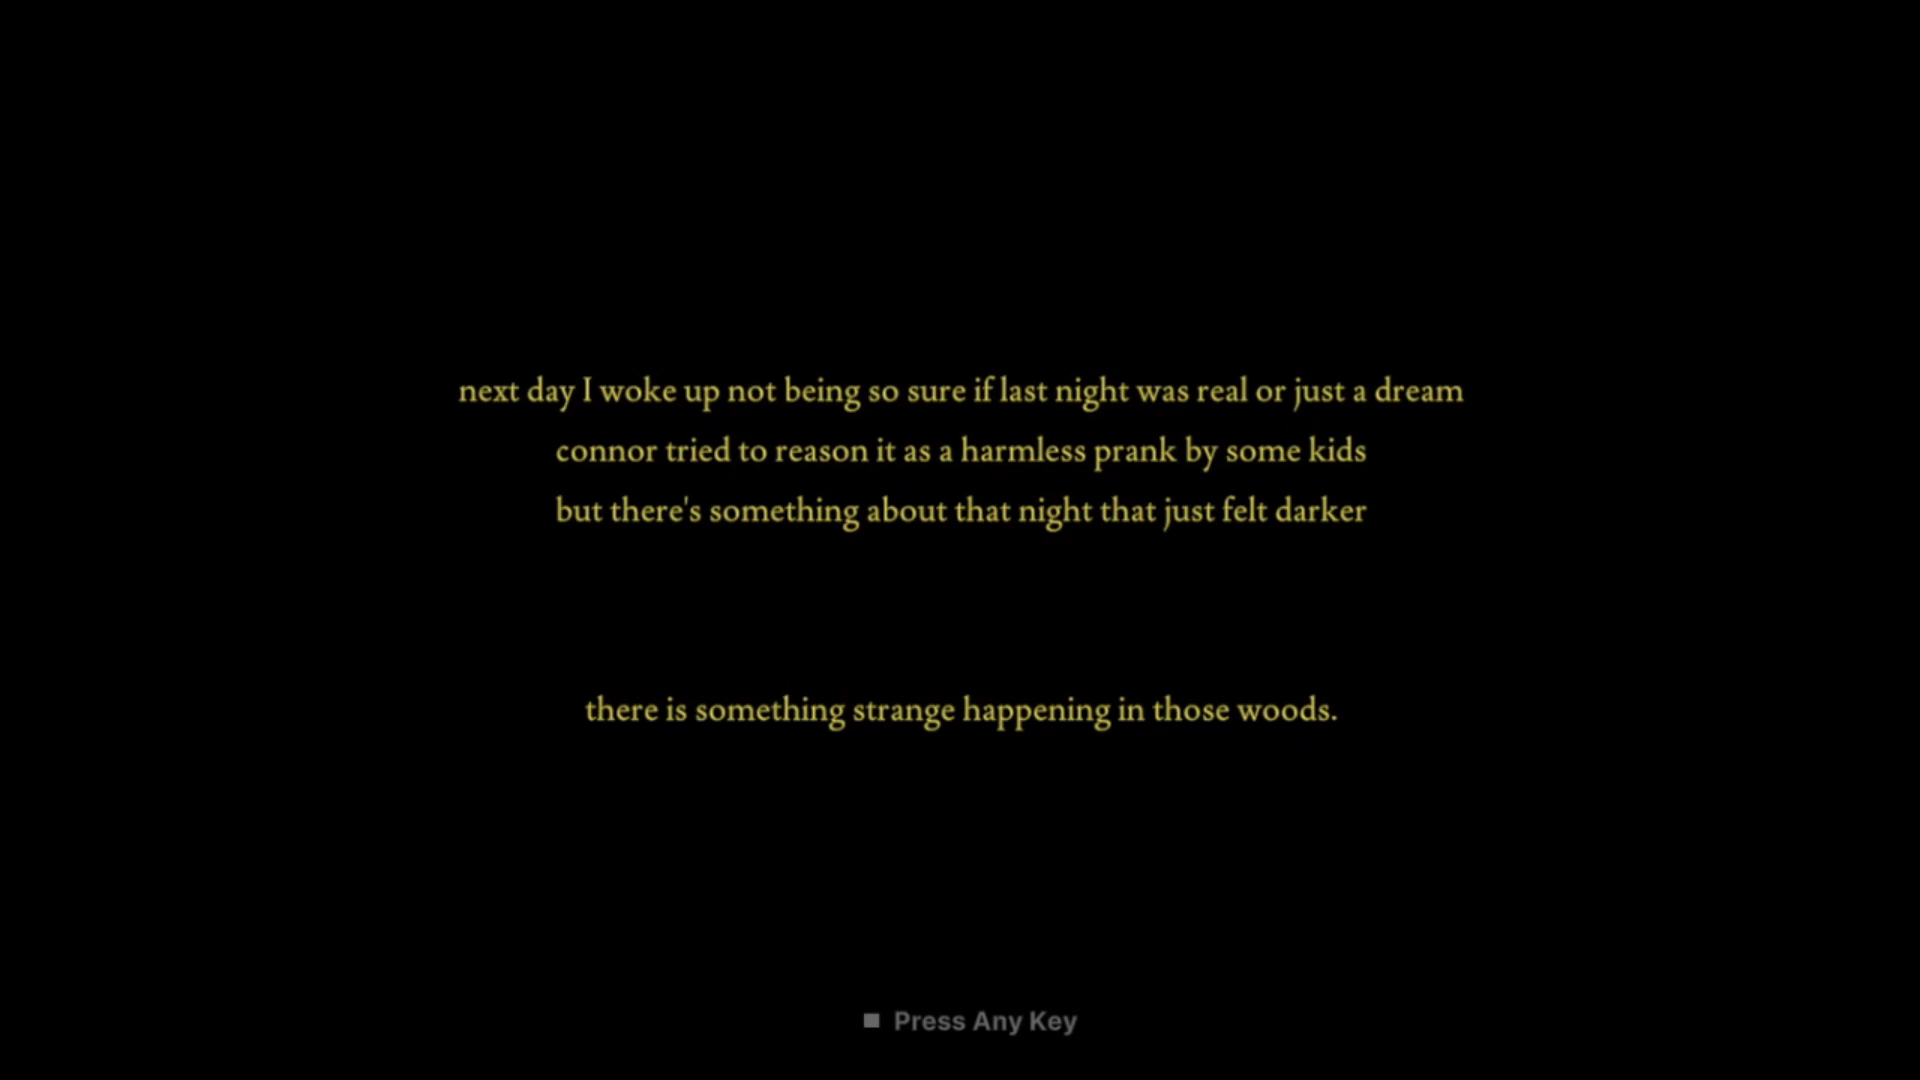 next day I woke up not being so sure if last night was real or just a dream
connor tried to reason it as a harmless prank by some kids
but there's something about that night that just felt darker
there is something strange happening in those woods.
Press Any Key